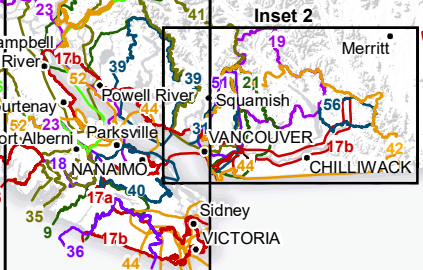 Inset 2
23
41
19
Merritt
ampbell
River
17b
39
52
39
51
21
Powell River
Squamish
56
urtenay
44
52
23
Parksville
31
VANCOUVER
ort Alberni
17b
42
18
NANAIMO
44
CHILLIWACK
40
17a
35
Sidney
9
36
17b
VICTORIA
44